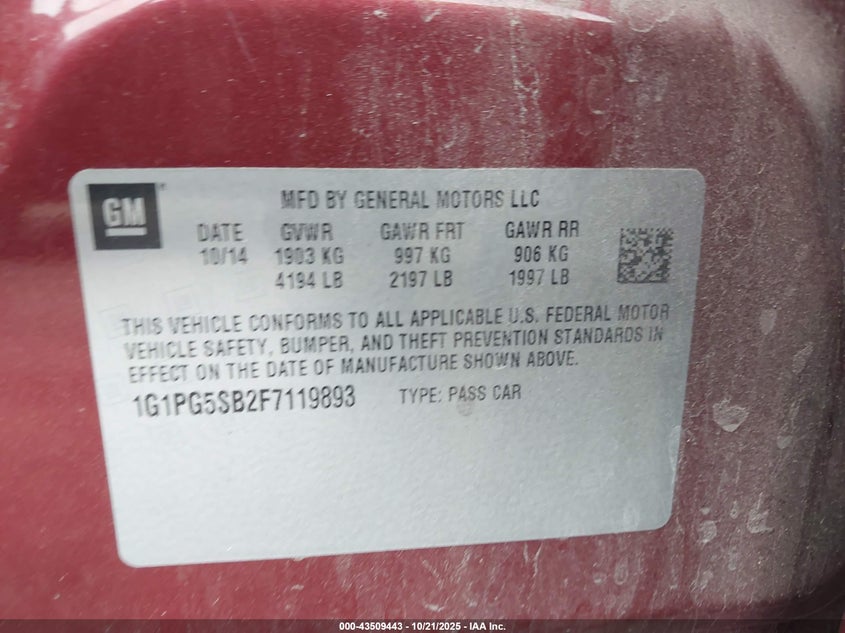 GM
MFD BY GENERAL MOTORS LLC
DATE GVWR GAWR FRT GAWR RR
10/14 1903 KG 997 KG 906 KG
4194 LB 2197 LB 1997 LB
THIS VEHICLE CONFORMS TO ALL APPLICABLE U.S. FEDERAL MOTOR
VEHICLE SAFETY, BUMPER, AND THEFT PREVENTION STANDARDS IN
EFFECT ON THE DATE OF MANUFACTURE SHOWN ABOVE.
1G1PG5SB2F7119893 TYPE: PASS CAR
000-43509443 - 10/21/2025 - IAA Inc.